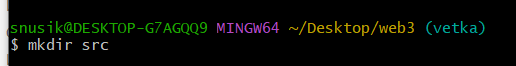 snusik@DESKTOP-G7AGQQ9 MINGW64 ~/Desktop/web3 (vetka)
$ mkdir src